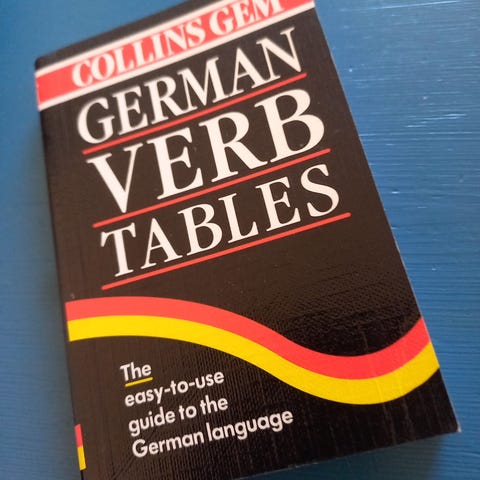 COLLINS GEM
GERMAN
VERB
TABLES
The
easy-to-use
guide to the
German language